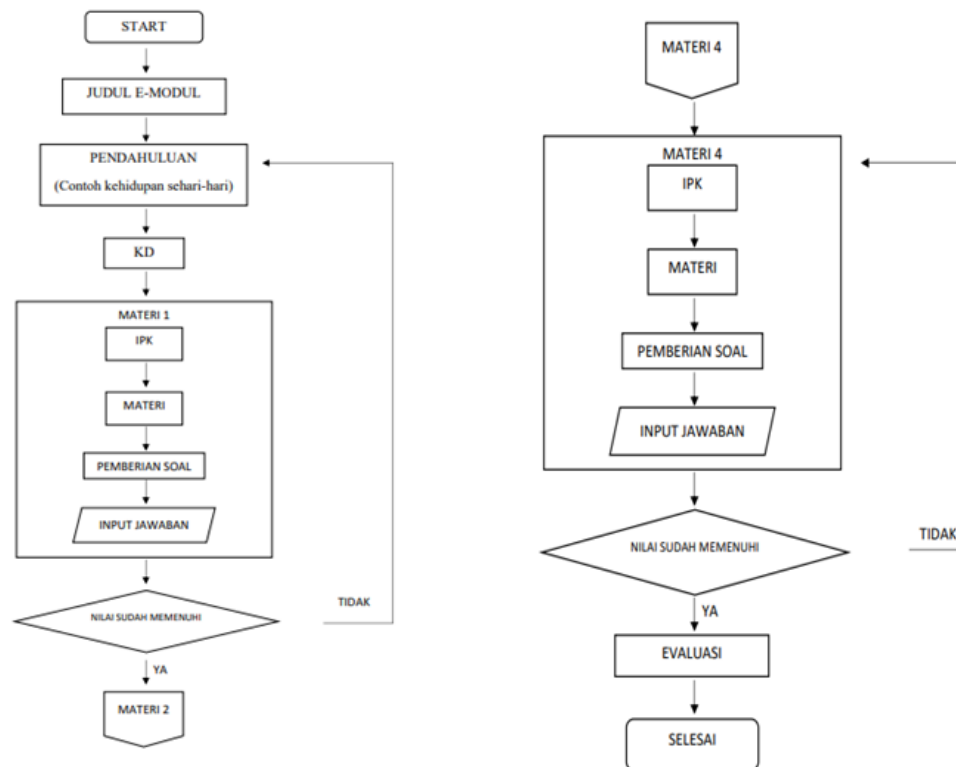 START
JUDUL E-MODUL
PENDAHULUAN
(Contoh kehidupan sehari-hari)
KD
MATERI 1
IPK
MATERI
PEMBERIAN SOAL
INPUT JAWABAN
NILAI SUDAH MEMENUHI
TIDAK
YA
MATERI 2
MATERI 4
MATERI 4
IPK
MATERI
PEMBERIAN SOAL
INPUT JAWABAN
NILAI SUDAH MEMENUHI
TIDAK
YA
EVALUASI
SELESAI